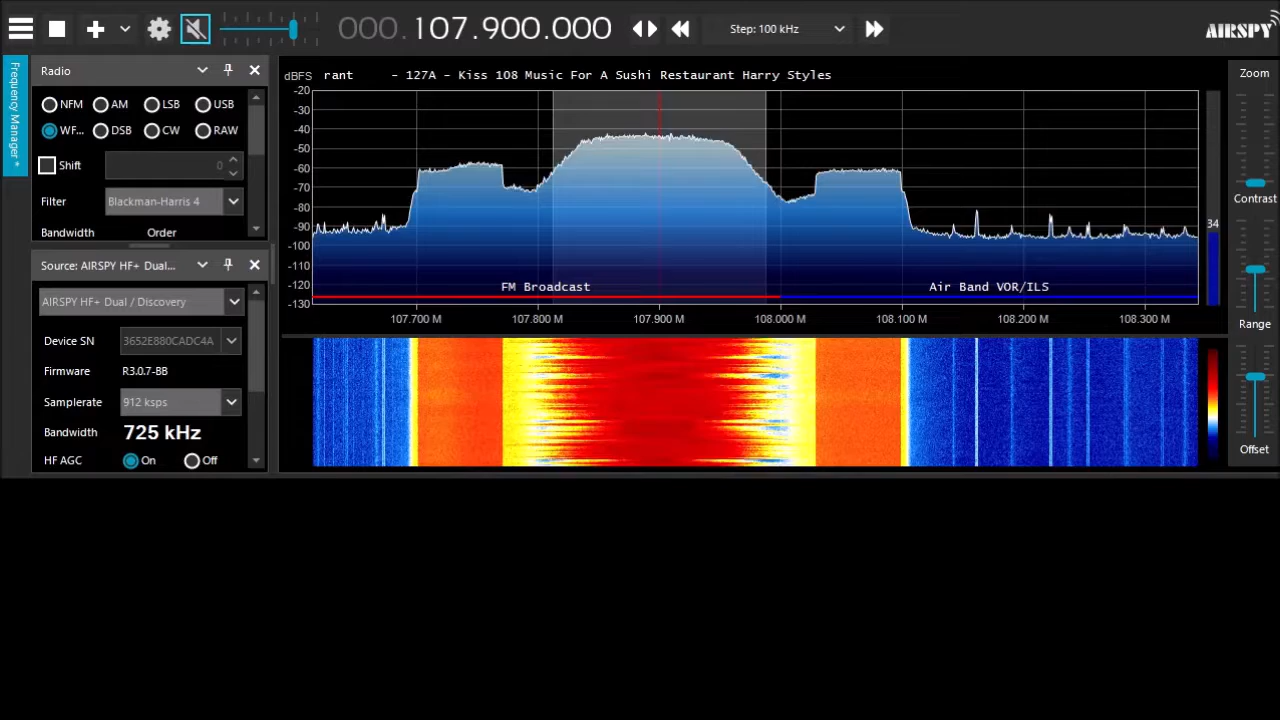 000.107.900.000
Step: 100 kHz
AIRSPY
Frequency Manager *
Radio
NFM AM LSB USB
WF... DSB CW RAW
Shift 0
Filter Blackman-Harris 4
Bandwidth Order
Source: AIRSPY HF+ Dual...
AIRSPY HF+ Dual / Discovery
Device SN 3652E880CADC4A
Firmware R3.0.7-BB
Samplerate 912 ksps
Bandwidth 725 kHz
HF AGC On Off
dBFS rant - 127A - Kiss 108 Music For A Sushi Restaurant Harry Styles
-20
-30
-40
-50
-60
-70
-80
-90
-100
-110
-120
-130
FM Broadcast Air Band VOR/ILS
107.700 M 107.800 M 107.900 M 108.000 M 108.100 M 108.200 M 108.300 M
34
Zoom
Contrast
Range
Offset